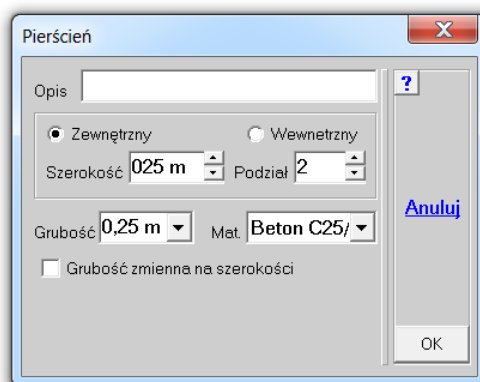 Pierścień
Opis ?
Zewnętrzny Wewnetrzny
Szerokość 025 m Podział 2
Anuluj
Grubość 0,25 m Mat. Beton C25/
Grubość zmienna na szerokości
OK